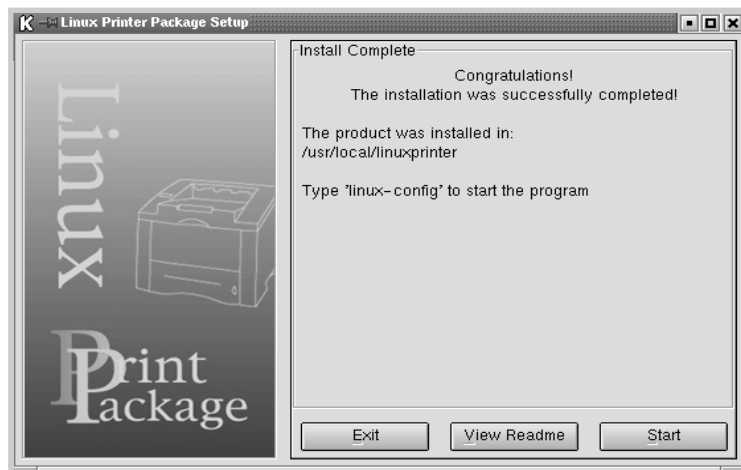 Linux Printer Package Setup
Linux
Print
Package
Install Complete
Congratulations!
The installation was successfully completed!
The product was installed in:
/usr/local/linuxprinter
Type 'linux-config' to start the program
Exit
View Readme
Start